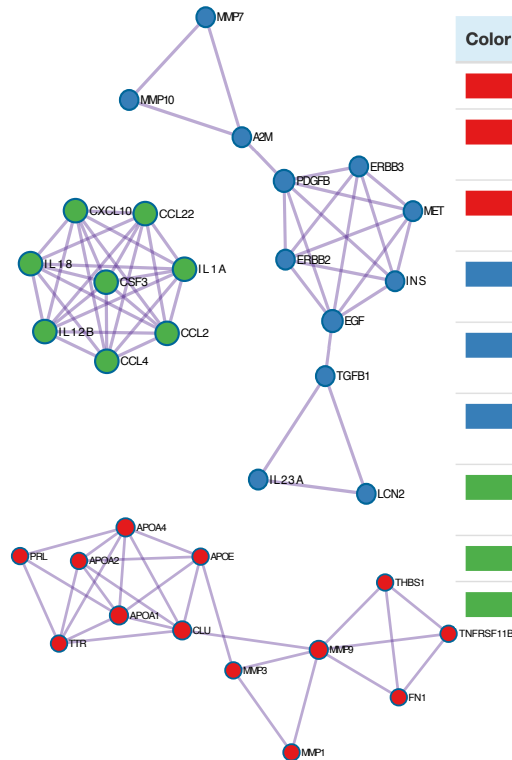 MMP7
Color
MMP10
A2M
ERBB3
PDGFB
CXCL10
CCL22
MET
ERBB2
IL18
IL1A
CSF3
INS
EGF
IL12B
CCL2
CCL4
TGFB1
IL23A
LCN2
APOA4
PRL
APOA2
APOE
THBS1
APOA1
CLU
TNFRSF11B
TTR
MMP9
MMP3
FN1
MMP1